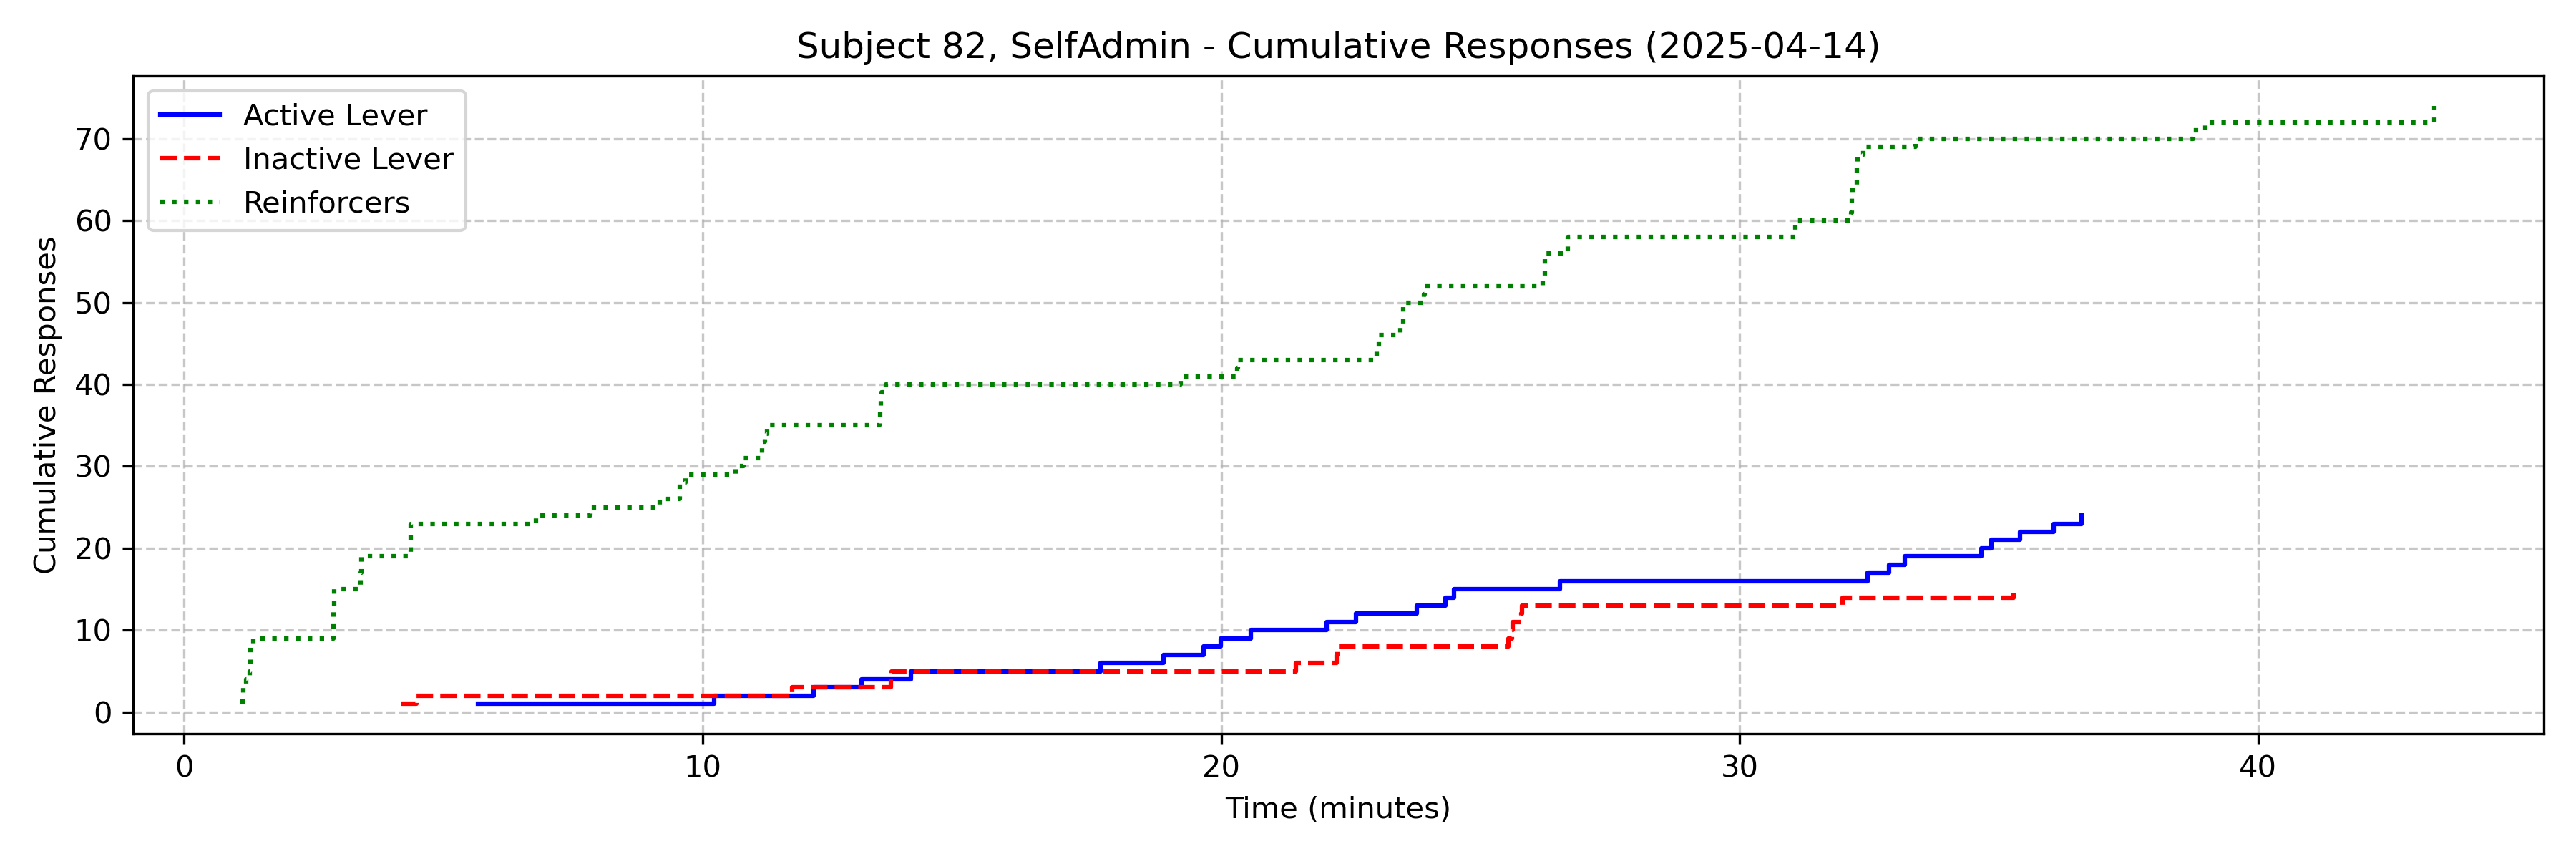 Subject 82, SelfAdmin - Cumulative Responses (2025-04-14)
Active Lever
Inactive Lever
Reinforcers
Cumulative Responses
70
60
50
40
30
20
10
0
0 10 20 30 40
Time (minutes)